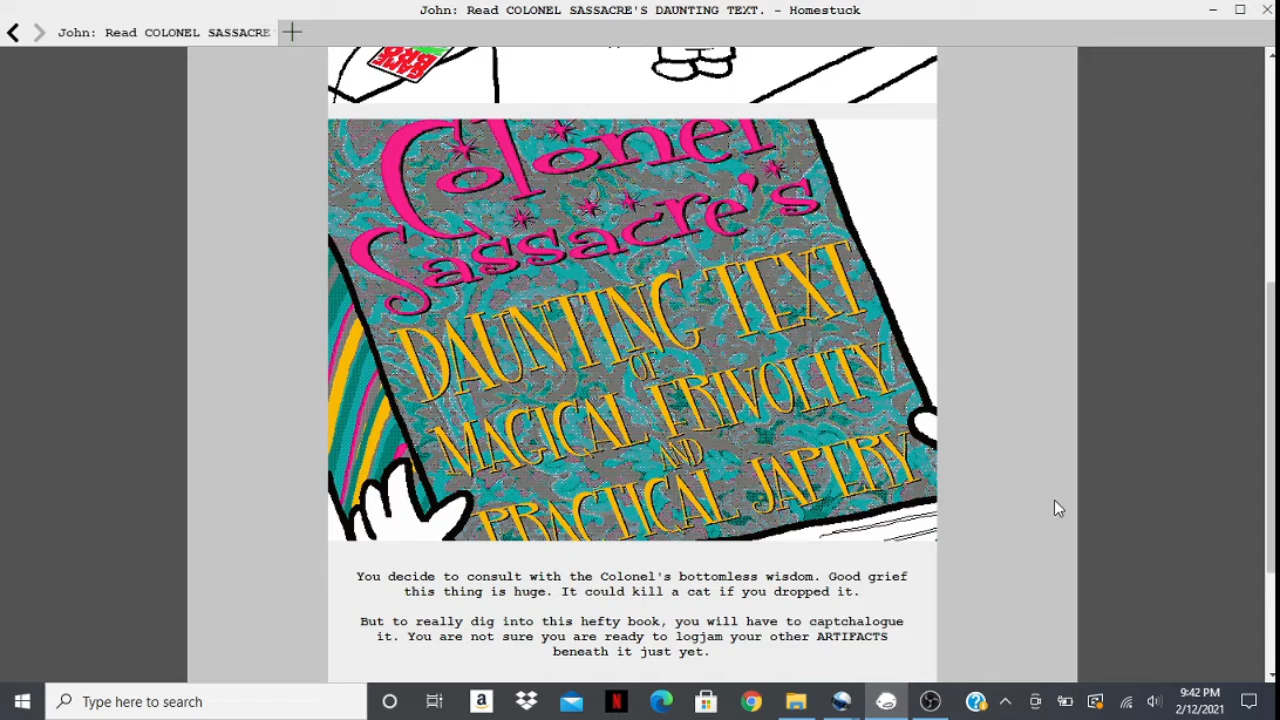 John: Read COLONEL SASSACRE'S DAUNTING TEXT. - Homestuck
John: Read COLONEL SASSACRE
GAME
BRO
Colonel
Sassacre's
DAUNTING TEXT
OF
MAGICAL FRIVOLITY
AND
PRACTICAL JAPERY
You decide to consult with the Colonel's bottomless wisdom. Good grief
this thing is huge. It could kill a cat if you dropped it.
But to really dig into this hefty book, you will have to captchalogue
it. You are not sure you are ready to logjam your other ARTIFACTS
beneath it just yet.
Type here to search
9:42 PM
2/12/2021